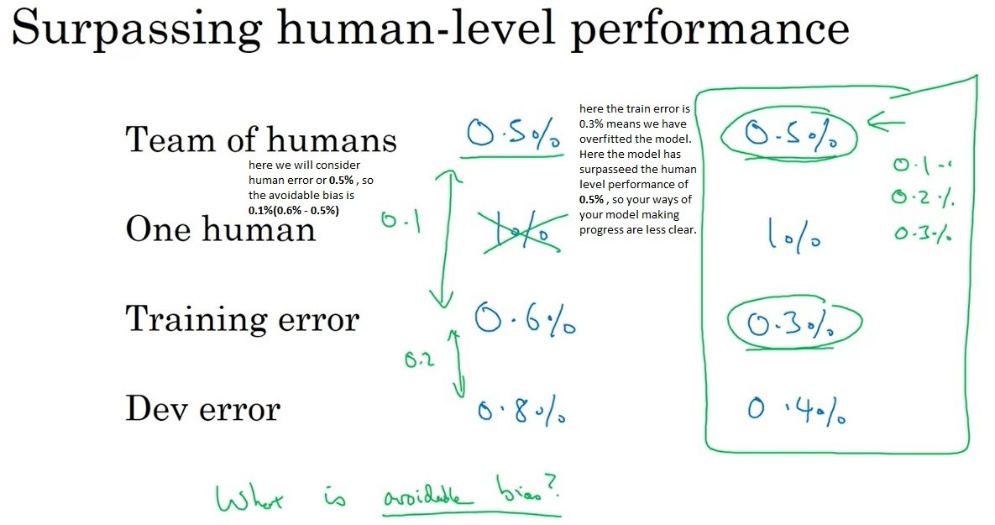 Surpassing human-level performance
Team of humans
0.5%
here the train error is
0.3% means we have
overfitted the model.
Here the model has
surpasseed the human
level performance of
0.5% , so your ways of
your model making
progress are less clear.
0.5%
here we will consider
human error or 0.5% , so
the avoidable bias is
0.1%(0.6% - 0.5%)
0.1
0.2%
0.3%
One human
0.1
1%
1%
Training error
0.6%
0.3%
0.2
Dev error
0.8%
0.4%
What is avoidable bias?